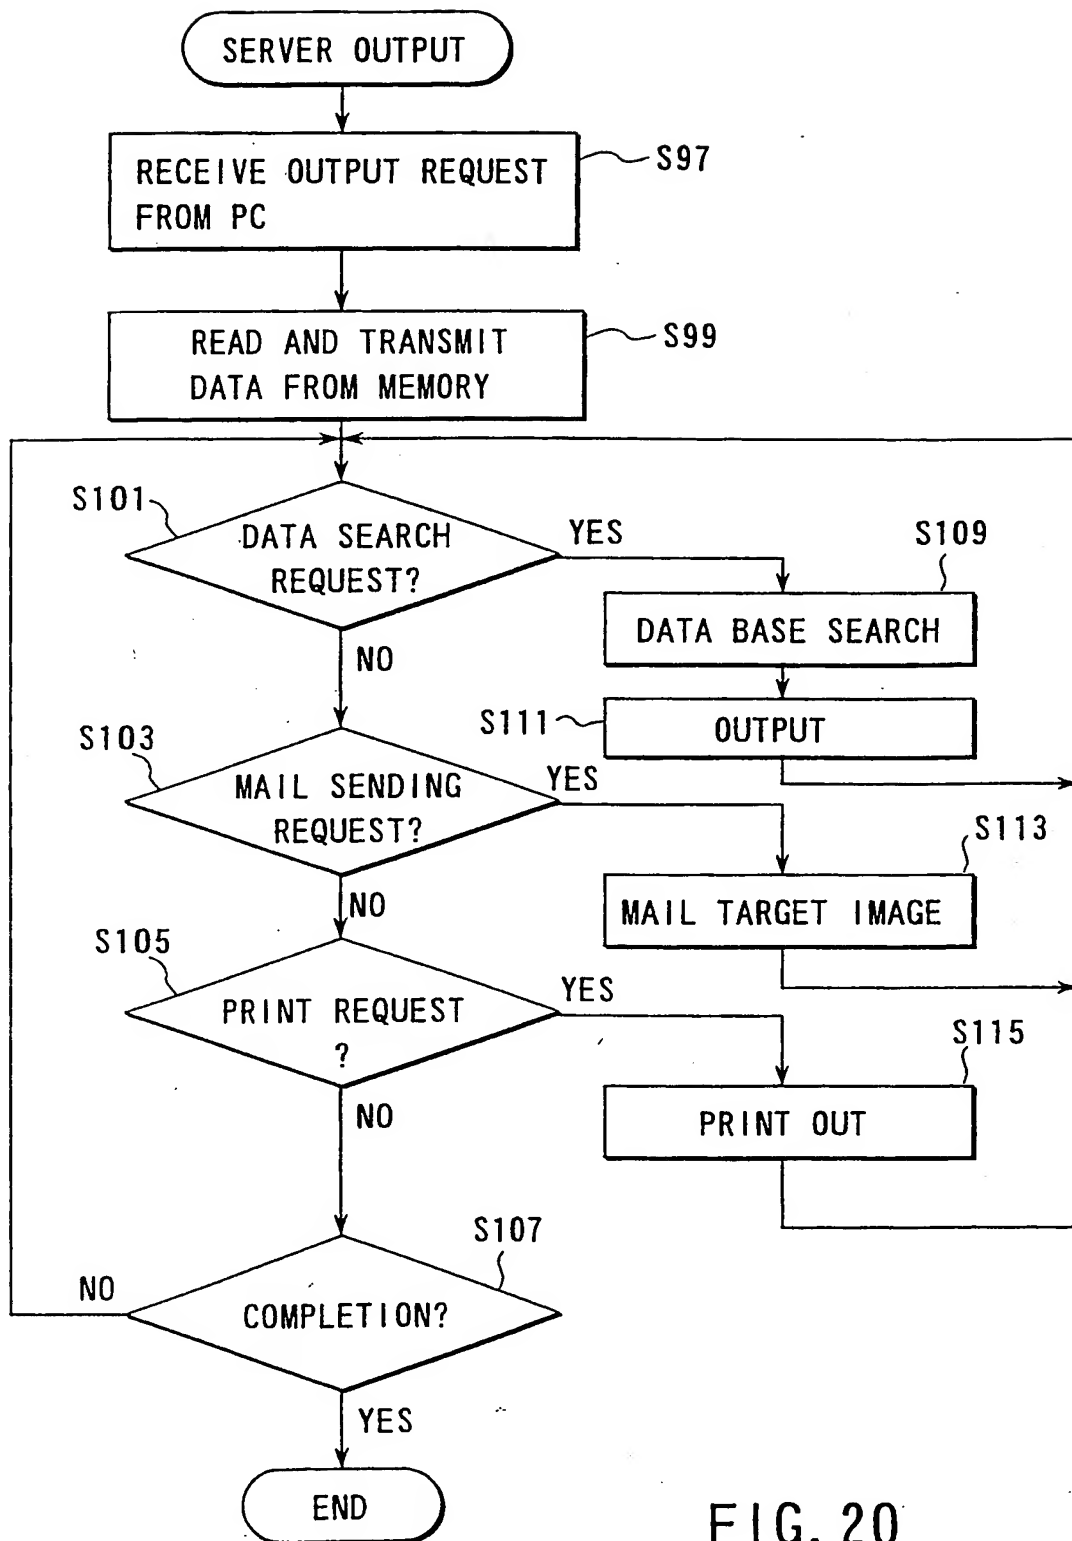 SERVER OUTPUT
RECEIVE OUTPUT REQUEST
FROM PC
S97
READ AND TRANSMIT
DATA FROM MEMORY
S99
S101
DATA SEARCH
REQUEST?
YES
NO
S109
DATA BASE SEARCH
S111
OUTPUT
S103
MAIL SENDING
REQUEST?
YES
NO
S113
MAIL TARGET IMAGE
S105
PRINT REQUEST
?
YES
NO
S115
PRINT OUT
S107
COMPLETION?
NO
YES
END
FIG. 20